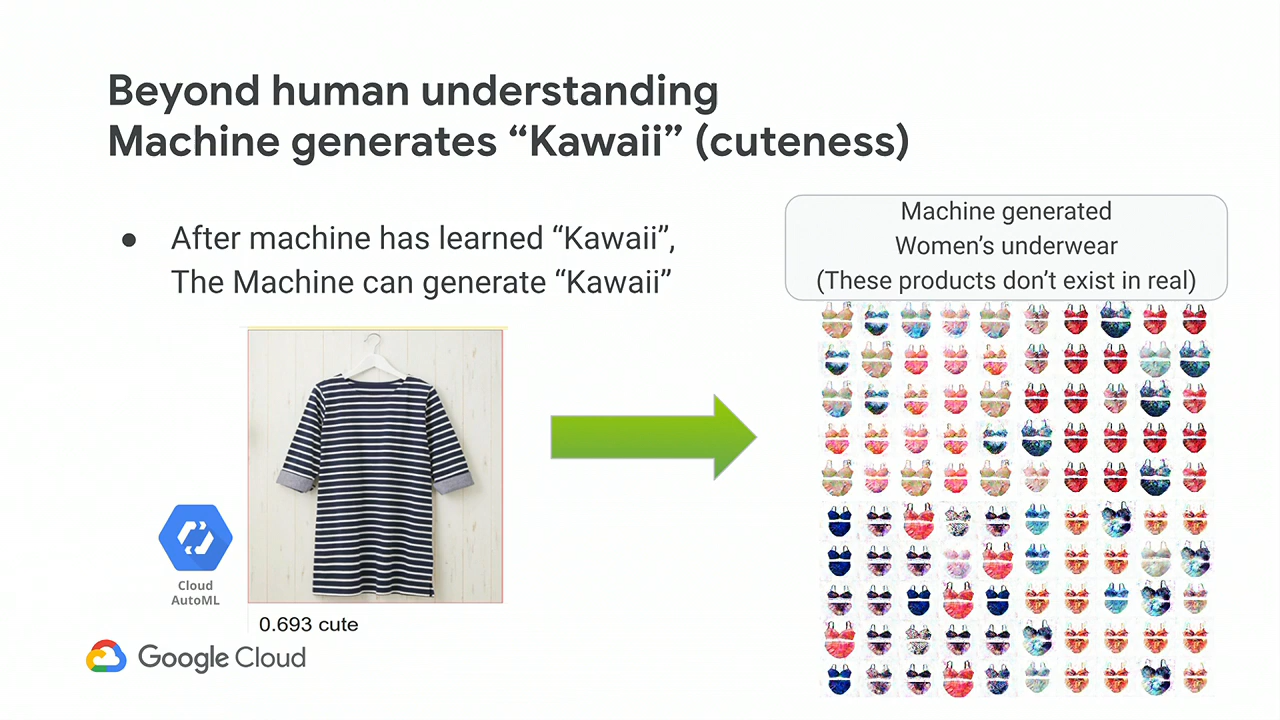 Beyond human understanding
Machine generates “Kawaii” (cuteness)
After machine has learned “Kawaii”,
The Machine can generate “Kawaii”
Machine generated
Women’s underwear
(These products don’t exist in real)
Cloud
AutoML
0.693 cute
Google Cloud